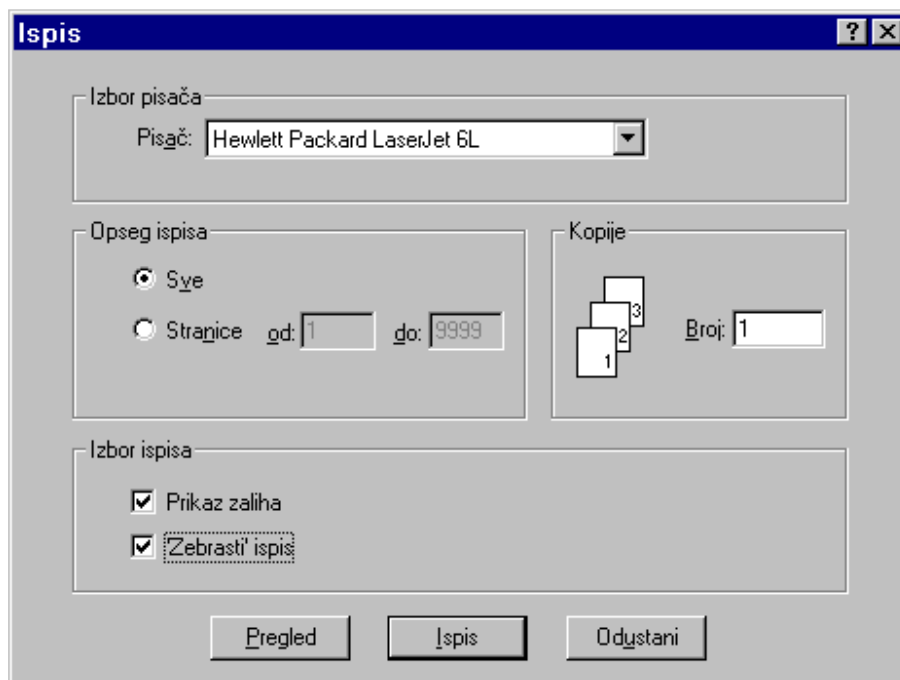 Ispis
Izbor pisača
Pisač: Hewlett Packard LaserJet 6L
Opseg ispisa
Sve
Stranice od: 1 do: 9999
Kopije
3
2
1
Broj: 1
Izbor ispisa
Prikaz zaliha
'Zebrasti' ispis
Pregled Ispis Odustani